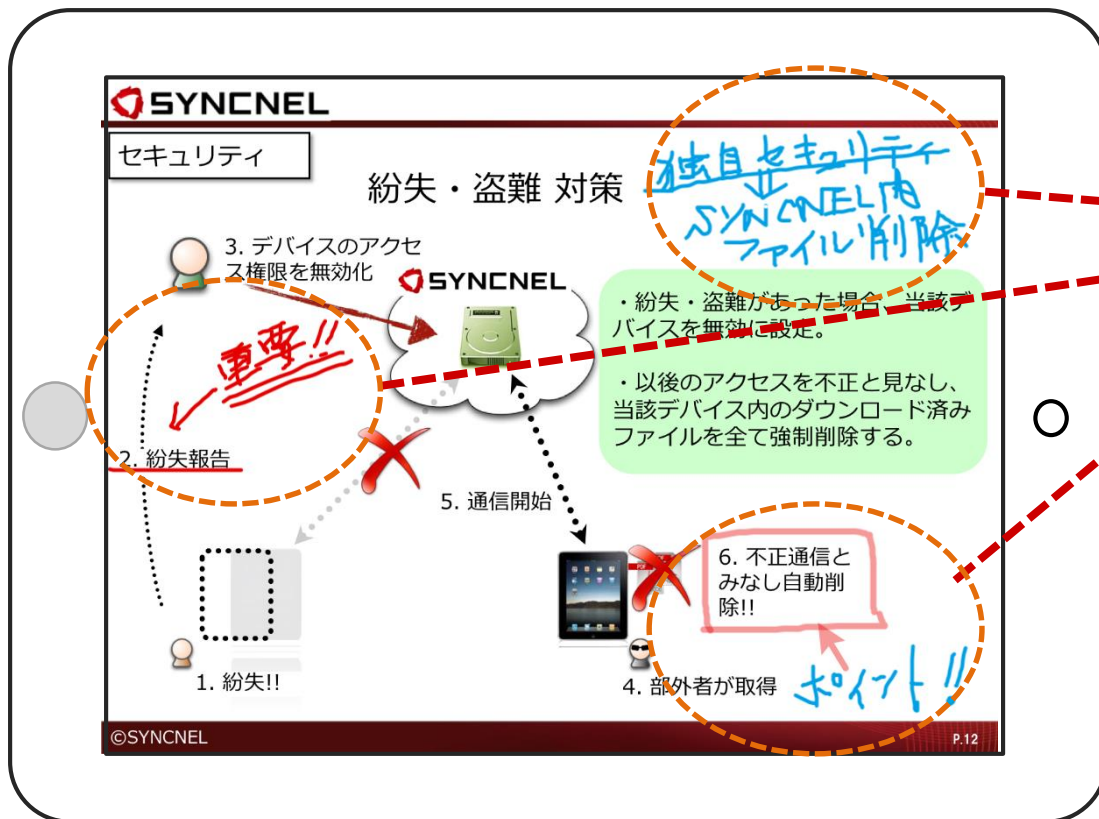 SYNCNEL
セキュリティ
紛失・盗難 対策
独自セキュリティ
⇓
SYNCNEL内
ファイル削除
3. デバイスのアクセ
ス権限を無効化
SYNCNEL
・紛失・盗難があった場合、当該デ
バイスを無効に設定。
・以後のアクセスを不正と見なし、
当該デバイス内のダウンロード済み
ファイルを全て強制削除する。
重要!!
2. 紛失報告
5. 通信開始
PDF
6. 不正通信と
みなし自動削
除!!
1. 紛失!!
4. 部外者が取得
ポイント!!
©SYNCNEL
P.12